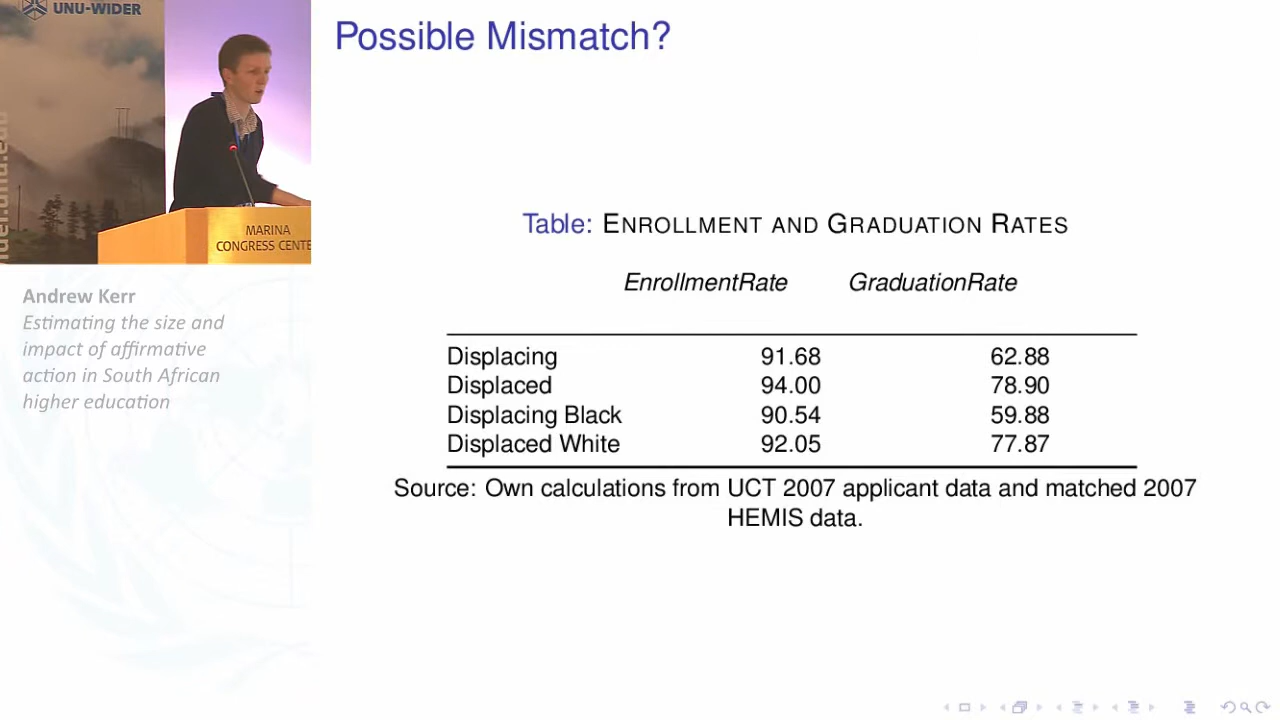 UNU-WIDER
MARINA
CONGRESS CENTE
Andrew Kerr
Estimating the size and
impact of affirmative
action in South African
higher education
Possible Mismatch?
Table: ENROLLMENT AND GRADUATION RATES
EnrollmentRate GraduationRate
Displacing 91.68 62.88
Displaced 94.00 78.90
Displacing Black 90.54 59.88
Displaced White 92.05 77.87
Source: Own calculations from UCT 2007 applicant data and matched 2007
HEMIS data.